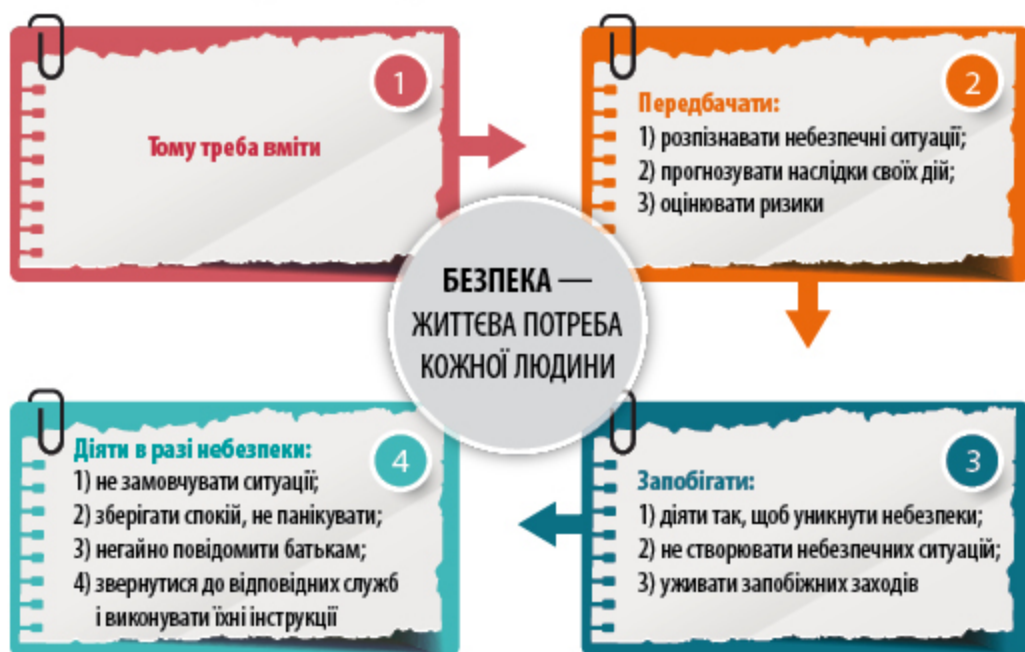 1
Тому треба вміти
2
Передбачати:
1) розпізнавати небезпечні ситуації;
2) прогнозувати наслідки своїх дій;
3) оцінювати ризики
БЕЗПЕКА —
ЖИТТЄВА ПОТРЕБА
КОЖНОЇ ЛЮДИНИ
3
Запобігати:
1) діяти так, щоб уникнути небезпеки;
2) не створювати небезпечних ситуацій;
3) уживати запобіжних заходів
4
Діяти в разі небезпеки:
1) не замовчувати ситуації;
2) зберігати спокій, не панікувати;
3) негайно повідомити батькам;
4) звернутися до відповідних служб
і виконувати їхні інструкції